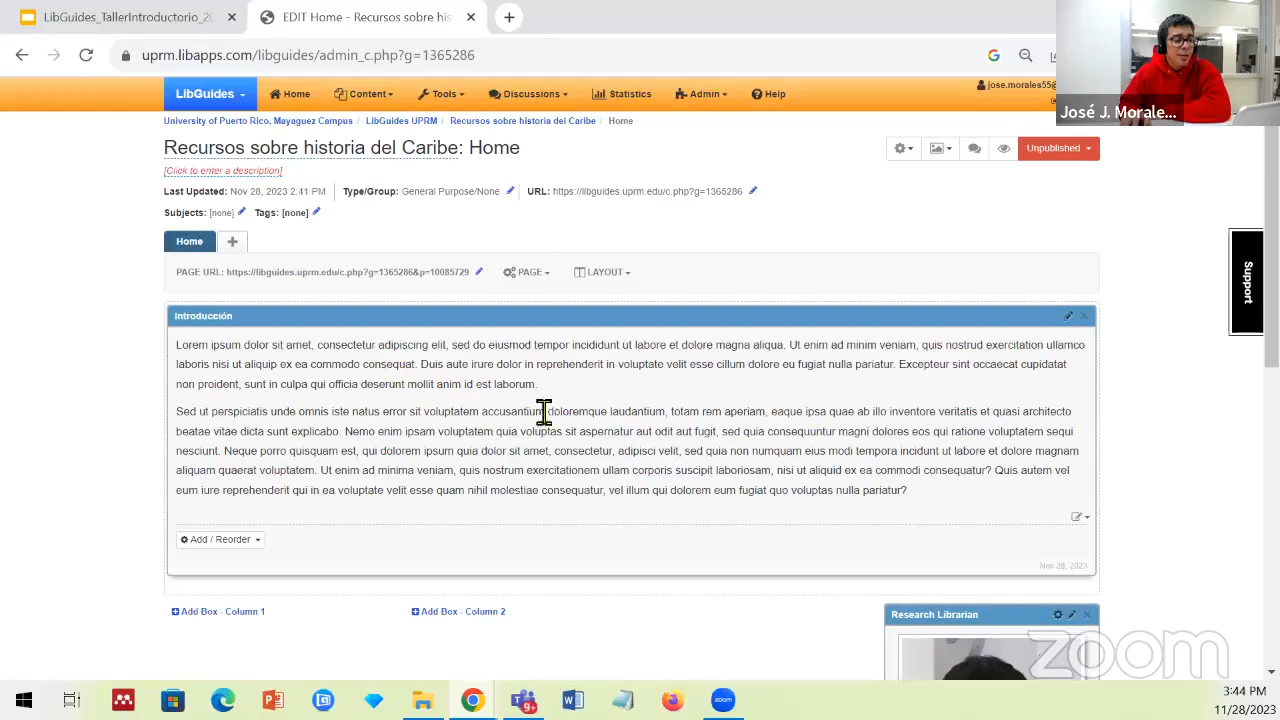 LibGuides_TallerIntroductorio_20
EDIT Home - Recursos sobre his
uprm.libapps.com/libguides/admin_c.php?g=1365286
LibGuides
Home
Content
Tools
Discussions
Statistics
Admin
Help
jose.morales55@
José J. Morale...
University of Puerto Rico, Mayaguez Campus
LibGuides UPRM
Recursos sobre historia del Caribe
Home
Recursos sobre historia del Caribe: Home
Unpublished
[Click to enter a description]
Last Updated: Nov 28, 2023 2:41 PM
Type/Group: General Purpose/None
URL: https://libguides.uprm.edu/c.php?g=1365286
Subjects: [none]
Tags: [none]
Home
PAGE URL: https://libguides.uprm.edu/c.php?g=1365286&p=10085729
PAGE
LAYOUT
Support
Introducción
Lorem ipsum dolor sit amet, consectetur adipiscing elit, sed do eiusmod tempor incididunt ut labore et dolore magna aliqua. Ut enim ad minim veniam, quis nostrud exercitation ullamco
laboris nisi ut aliquip ex ea commodo consequat. Duis aute irure dolor in reprehenderit in voluptate velit esse cillum dolore eu fugiat nulla pariatur. Excepteur sint occaecat cupidatat
non proident, sunt in culpa qui officia deserunt mollit anim id est laborum.
Sed ut perspiciatis unde omnis iste natus error sit voluptatem accusantium doloremque laudantium, totam rem aperiam, eaque ipsa quae ab illo inventore veritatis et quasi architecto
beatae vitae dicta sunt explicabo. Nemo enim ipsam voluptatem quia voluptas sit aspernatur aut odit aut fugit, sed quia consequuntur magni dolores eos qui ratione voluptatem sequi
nesciunt. Neque porro quisquam est, qui dolorem ipsum quia dolor sit amet, consectetur, adipisci velit, sed quia non numquam eius modi tempora incidunt ut labore et dolore magnam
aliquam quaerat voluptatem. Ut enim ad minima veniam, quis nostrum exercitationem ullam corporis suscipit laboriosam, nisi ut aliquid ex ea commodi consequatur? Quis autem vel
eum iure reprehenderit qui in ea voluptate velit esse quam nihil molestiae consequatur, vel illum qui dolorem eum fugiat quo voluptas nulla pariatur?
Add / Reorder
Nov 28, 2023
Add Box - Column 1
Add Box - Column 2
Research Librarian
zoom
9+
zoom
3:44 PM
11/28/2023